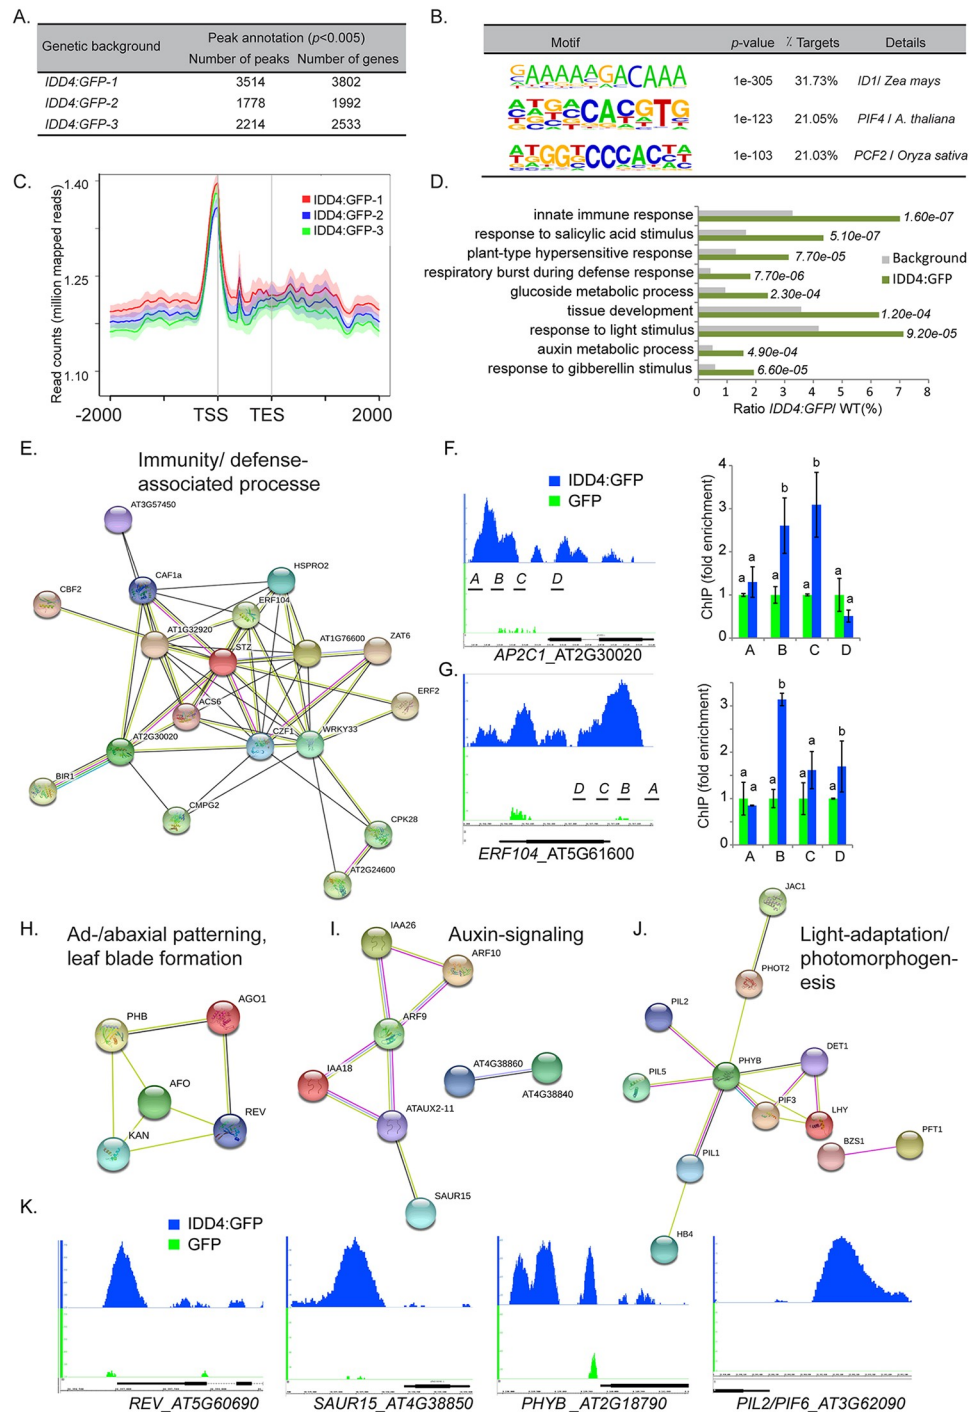 A.
Genetic background
Peak annotation (p<0.005)
Number of peaks Number of genes
IDD4:GFP-1 3514 3802
IDD4:GFP-2 1778 1992
IDD4:GFP-3 2214 2533
B.
Motif p-value % Targets Details
GAAAAAGACAAA 1e-305 31.73% ID1/ Zea mays
ATGACACGTG 1e-123 21.05% PIF4 / A. thaliana
ATGGTCCCACCT 1e-103 21.03% PCF2 / Oryza sativa
C.
Read counts (million mapped reads)
1.40
1.25
1.10
IDD4:GFP-1
IDD4:GFP-2
IDD4:GFP-3
-2000 TSS TES 2000
D.
innate immune response 1.60e-07
response to salicylic acid stimulus 5.10e-07
plant-type hypersensitive response 7.70e-05
respiratory burst during defense response 7.70e-06
glucoside metabolic process 2.30e-04
tissue development 1.20e-04
response to light stimulus 9.20e-05
auxin metabolic process 4.90e-04
response to gibberellin stimulus 6.60e-05
Background
IDD4:GFP
0 1 2 3 4 5 6 7 8
Ratio IDD4:GFP/ WT(%)
E.
Immunity/ defense-
associated processe
AT3G57450
CAF1a
HSPRO2
CBF2
ERF104
AT1G32920
AT1G76600
ZAT6
STZ
ACS6
ERF2
AT2G30020
CZF1
WRKY33
BIR1
CMPG2
CPK28
AT2G24600
F.
IDD4:GFP
GFP
A B C D
AP2C1_AT2G30020
ChIP (fold enrichment)
4
3
2
1
0
a a a b a b a a
A B C D
G.
D C B A
ERF104_AT5G61600
ChIP (fold enrichment)
3
2
1
0
a a a b a a a b
A B C D
H.
Ad-/abaxial patterning,
leaf blade formation
PHB
AGO1
AFO
KAN
REV
I.
Auxin-signaling
IAA26
ARF10
ARF9
IAA18
AT4G38860
AT4G38840
ATAUX2-11
SAUR15
J.
Light-adaptation/
photomorphogen-
esis
JAC1
PHOT2
PIL2
PHYB
DET1
PIL5
PIF3
LHY
BZS1
PFT1
PIL1
HB4
K.
IDD4:GFP
GFP
REV_AT5G60690
SAUR15_AT4G38850
PHYB_AT2G18790
PIL2/PIF6_AT3G62090